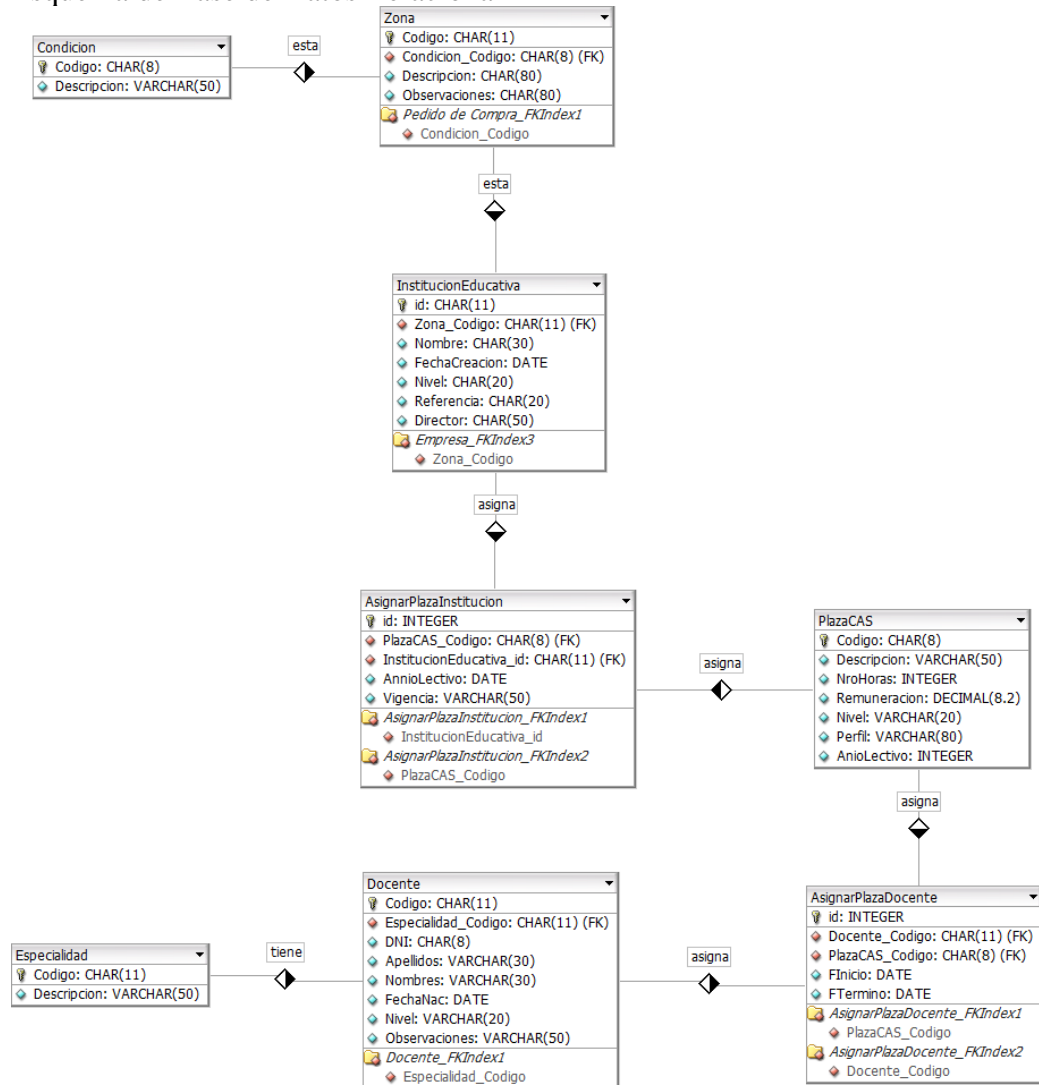 Zona
Codigo: CHAR(11)
Condicion_Codigo: CHAR(8) (FK)
Descripcion: CHAR(80)
Observaciones: CHAR(80)
Pedido de Compra_FKIndex1
Condicion_Codigo
Condicion
Codigo: CHAR(8)
Descripcion: VARCHAR(50)
esta
esta
InstitucionEducativa
id: CHAR(11)
Zona_Codigo: CHAR(11) (FK)
Nombre: CHAR(30)
FechaCreacion: DATE
Nivel: CHAR(20)
Referencia: CHAR(20)
Director: CHAR(50)
Empresa_FKIndex3
Zona_Codigo
asigna
AsignarPlazaInstitucion
id: INTEGER
PlazaCAS_Codigo: CHAR(8) (FK)
InstitucionEducativa_id: CHAR(11) (FK)
AnnioLectivo: DATE
Vigencia: VARCHAR(50)
AsignarPlazaInstitucion_FKIndex1
InstitucionEducativa_id
AsignarPlazaInstitucion_FKIndex2
PlazaCAS_Codigo
asigna
PlazaCAS
Codigo: CHAR(8)
Descripcion: VARCHAR(50)
NroHoras: INTEGER
Remuneracion: DECIMAL(8.2)
Nivel: VARCHAR(20)
Perfil: VARCHAR(80)
AnioLectivo: INTEGER
asigna
Docente
Codigo: CHAR(11)
Especialidad_Codigo: CHAR(11) (FK)
DNI: CHAR(8)
Apellidos: VARCHAR(30)
Nombres: VARCHAR(30)
FechaNac: DATE
Nivel: VARCHAR(20)
Observaciones: VARCHAR(50)
Docente_FKIndex1
Especialidad_Codigo
Especialidad
Codigo: CHAR(11)
Descripcion: VARCHAR(50)
tiene
asigna
AsignarPlazaDocente
id: INTEGER
Docente_Codigo: CHAR(11) (FK)
PlazaCAS_Codigo: CHAR(8) (FK)
FInicio: DATE
FTermino: DATE
AsignarPlazaDocente_FKIndex1
PlazaCAS_Codigo
AsignarPlazaDocente_FKIndex2
Docente_Codigo